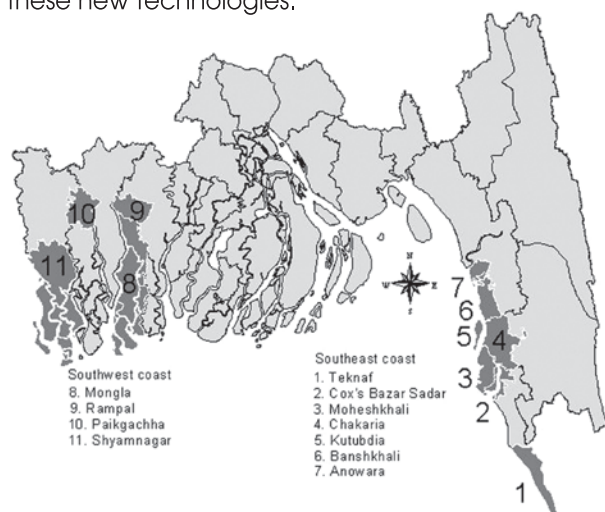 these new technologies.
10
9
11
8
N
W
E
S
7
6
5
4
3
2
1
Southwest coast
8. Mongla
9. Rampal
10. Paikgachha
11. Shyamnagar
Southeast coast
1. Teknaf
2. Cox's Bazar Sadar
3. Moheshkhali
4. Chakaria
5. Kutubdia
6. Banshkhali
7. Anowara